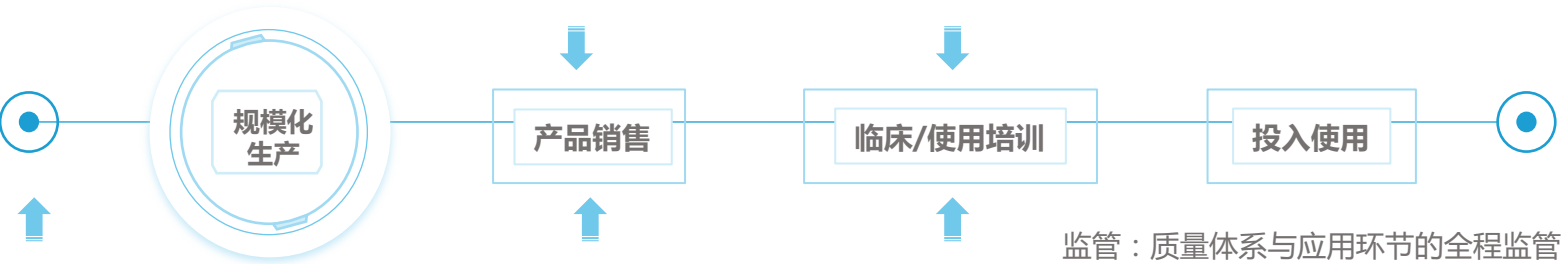 规模化
生产
产品销售
临床/使用培训
投入使用
监管：质量体系与应用环节的全程监管